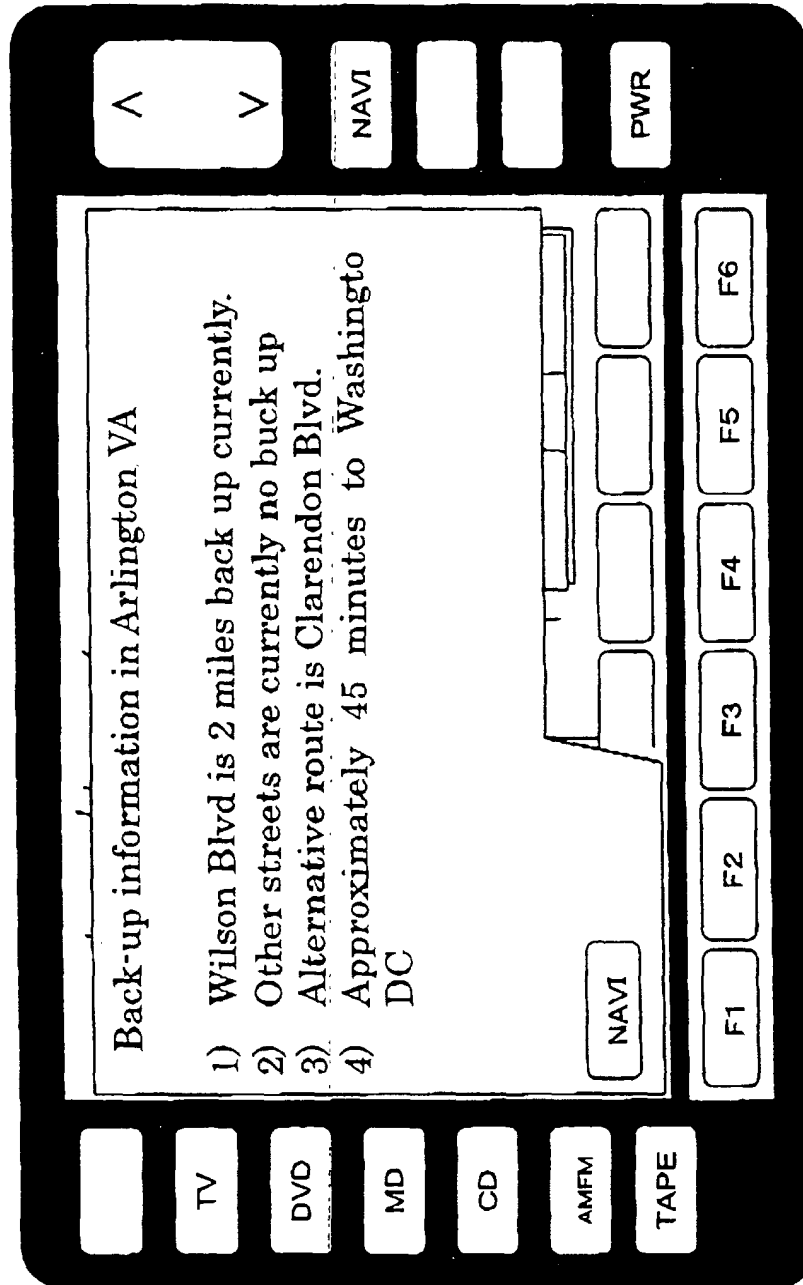 TV
DVD
MD
CD
AMFM
TAPE
Back-up information in Arlington VA
1) Wilson Blvd is 2 miles back up currently.
2) Other streets are currently no buck up
3) Alternative route is Clarendon Blvd.
4) Approximately 45 minutes to Washingto
DC
NAVI
F1 F2 F3 F4 F5 F6
∧
∨
NAVI
PWR